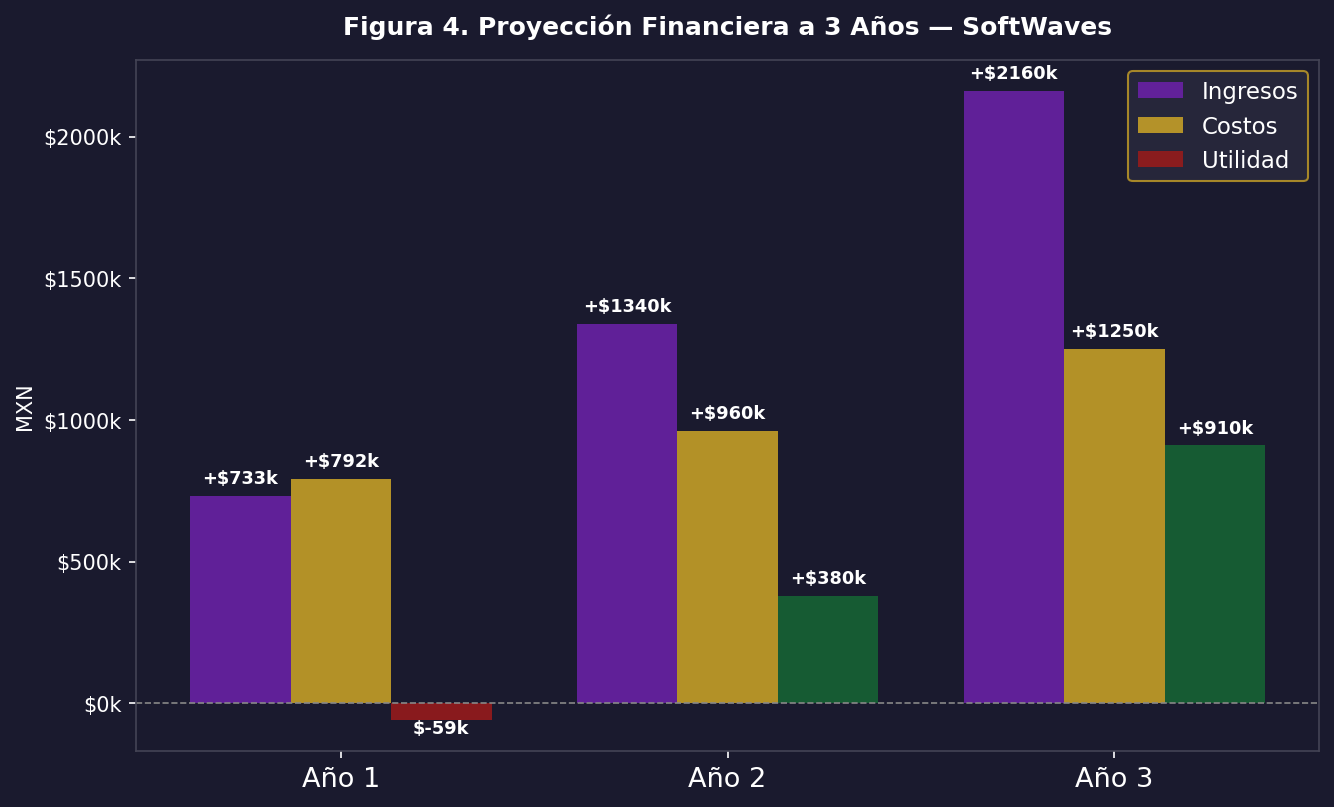 Figura 4. Proyección Financiera a 3 Años — SoftWaves
+$2160k
Ingresos
Costos
Utilidad
$2000k
$1500k
+$1340k
+$1250k
MXN
$1000k
+$960k
+$910k
+$792k
+$733k
$500k
+$380k
$0k
$-59k
Año 1
Año 2
Año 3